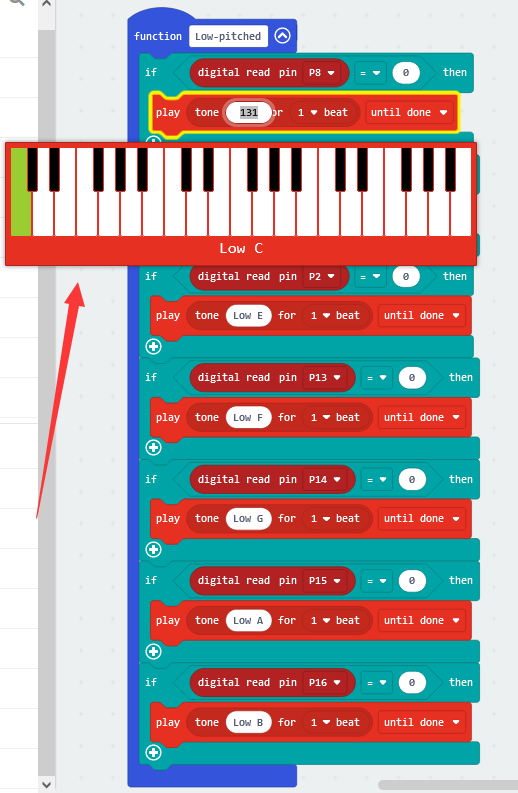 function Low-pitched
if digital read pin P8 = 0 then
play tone 131 or 1 beat until done
Low C
if digital read pin P2 = 0
play tone Low E for 1 beat until done
if digital read pin P13 = 0 then
play tone Low F for 1 beat until done
if digital read pin P14 = 0 then
play tone Low G for 1 beat until done
if digital read pin P15 = 0 then
play tone Low A for 1 beat until done
if digital read pin P16 = 0 then
play tone Low B for 1 beat until done